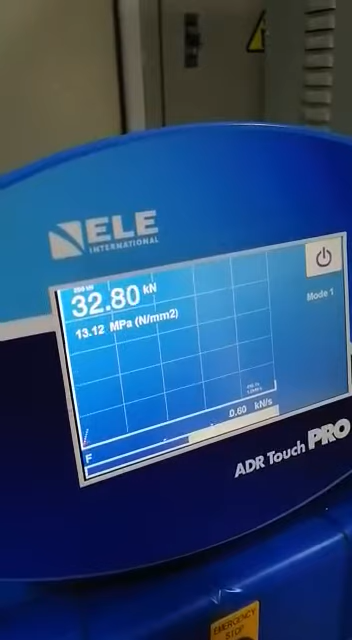 ELE
INTERNATIONAL
32.80 kN
13.12 MPa (N/mm2)
Mode 1
0.60 kN/s
F
ADR Touch PRO
EMERGENCY
STOP